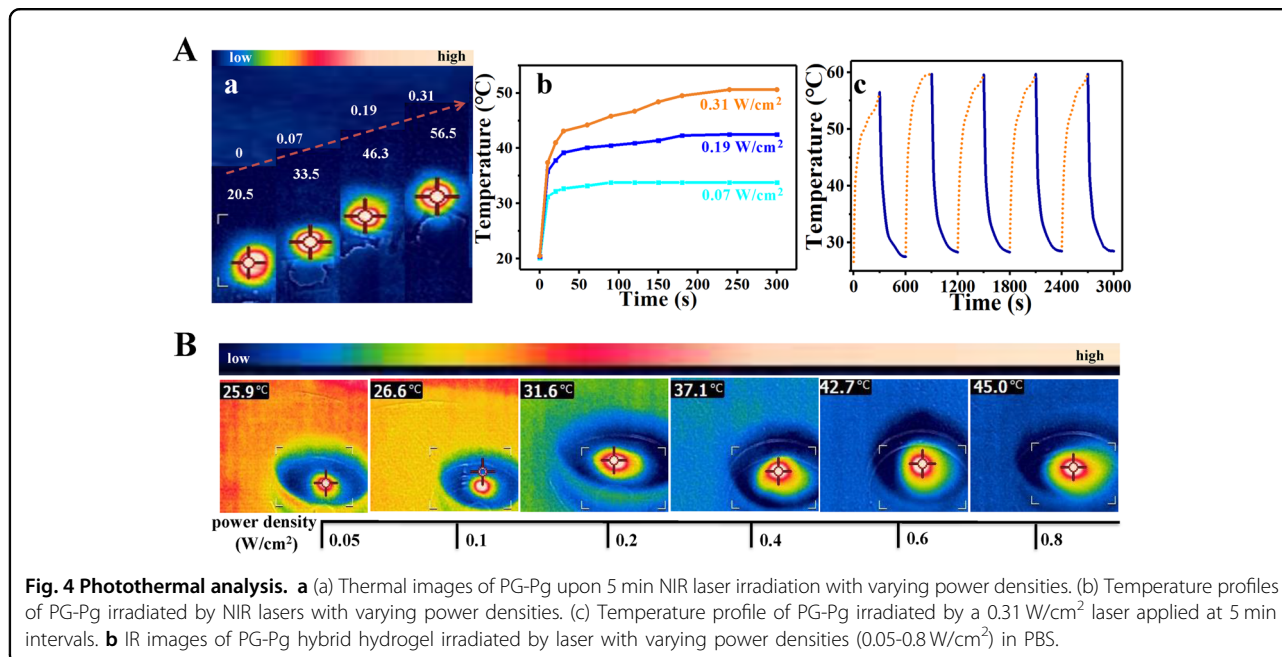 A
low high
a
0 0.07 0.19 0.31
20.5 33.5 46.3 56.5
b
Temperature (°C)
50
40
30
20
0.31 W/cm²
0.19 W/cm²
0.07 W/cm²
0 50 100 150 200 250 300
Time (s)
c
Temperature (°C)
60
50
40
30
0 600 1200 1800 2400 3000
Time (s)
B
low high
25.9 °C 26.6 °C 31.6 °C 37.1 °C 42.7 °C 45.0 °C
power density
(W/cm²) 0.05 0.1 0.2 0.4 0.6 0.8
Fig. 4 Photothermal analysis. a (a) Thermal images of PG-Pg upon 5 min NIR laser irradiation with varying power densities. (b) Temperature profiles
of PG-Pg irradiated by NIR lasers with varying power densities. (c) Temperature profile of PG-Pg irradiated by a 0.31 W/cm² laser applied at 5 min
intervals. b IR images of PG-Pg hybrid hydrogel irradiated by laser with varying power densities (0.05-0.8 W/cm²) in PBS.